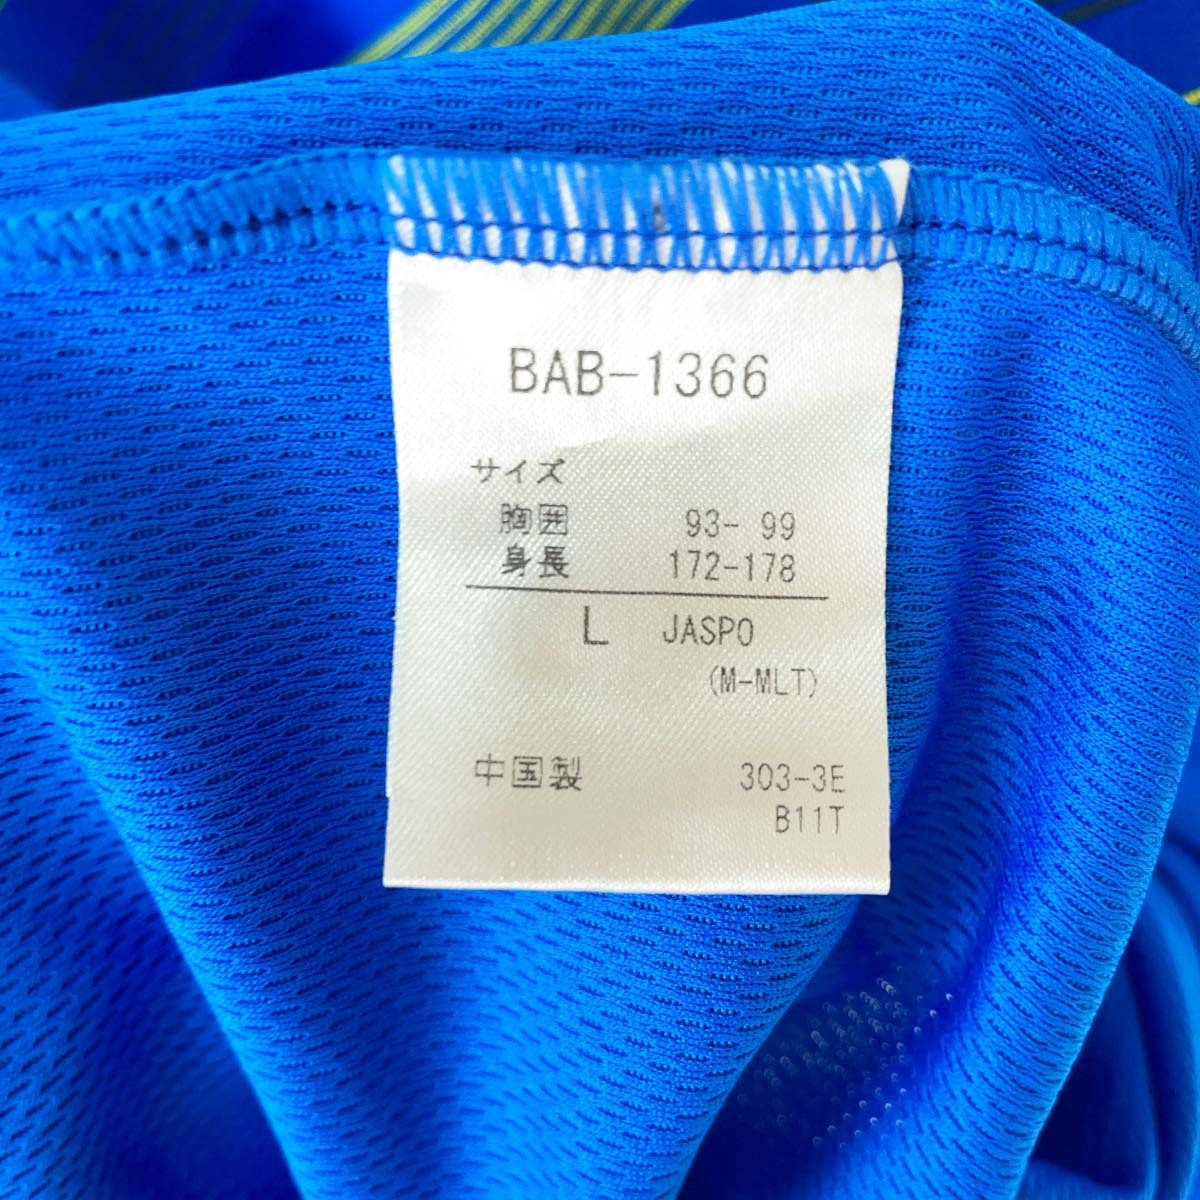 BAB-1366
サイズ
胸囲 93- 99
身長 172-178
L JASPO
(M-MLT)
中国製 303-3E
B11T